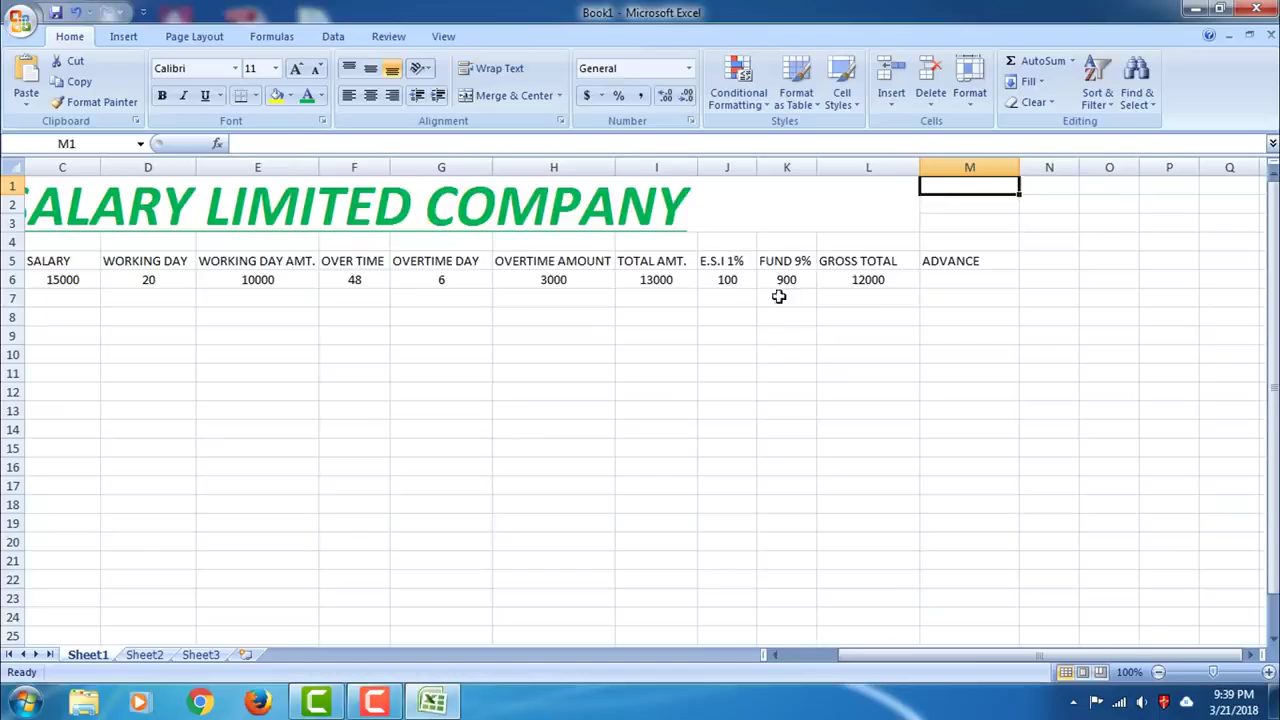 Book1 - Microsoft Excel
Home Insert Page Layout Formulas Data Review View
Paste Cut Copy Format Painter Clipboard
Calibri 11 A A B I U A Font
Wrap Text Merge & Center Alignment
General $ % , .0 .00 .00 .0 Number
Conditional Formatting Format as Table Cell Styles Styles
Insert Delete Format Cells
Σ AutoSum Fill Clear Sort & Filter Find & Select Editing
M1 fx
C D E F G H I J K L M N O P Q
1
2 SALARY LIMITED COMPANY
3
4
5 SALARY WORKING DAY WORKING DAY AMT. OVER TIME OVERTIME DAY OVERTIME AMOUNT TOTAL AMT. E.S.I 1% FUND 9% GROSS TOTAL ADVANCE
6 15000 20 10000 48 6 3000 13000 100 900 12000
7
8
9
10
11
12
13
14
15
16
17
18
19
20
21
22
23
24
25
Sheet1 Sheet2 Sheet3
Ready 100%
9:39 PM
3/21/2018